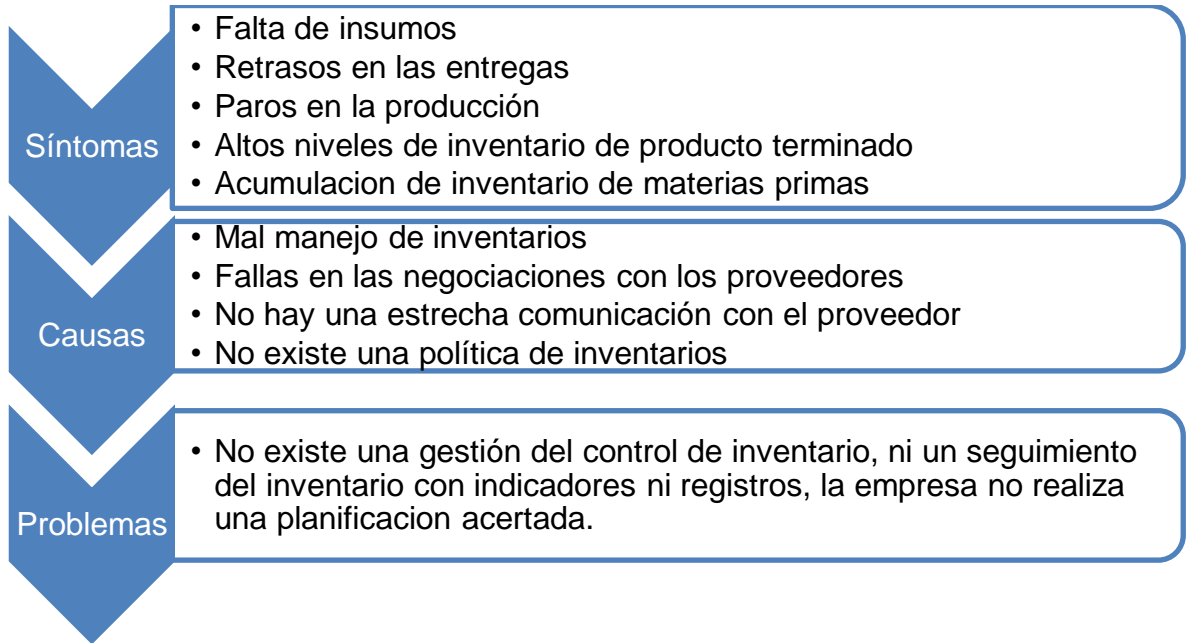 Síntomas
• Falta de insumos
• Retrasos en las entregas
• Paros en la producción
• Altos niveles de inventario de producto terminado
• Acumulacion de inventario de materias primas
Causas
• Mal manejo de inventarios
• Fallas en las negociaciones con los proveedores
• No hay una estrecha comunicación con el proveedor
• No existe una política de inventarios
Problemas
• No existe una gestión del control de inventario, ni un seguimiento
del inventario con indicadores ni registros, la empresa no realiza
una planificacion acertada.